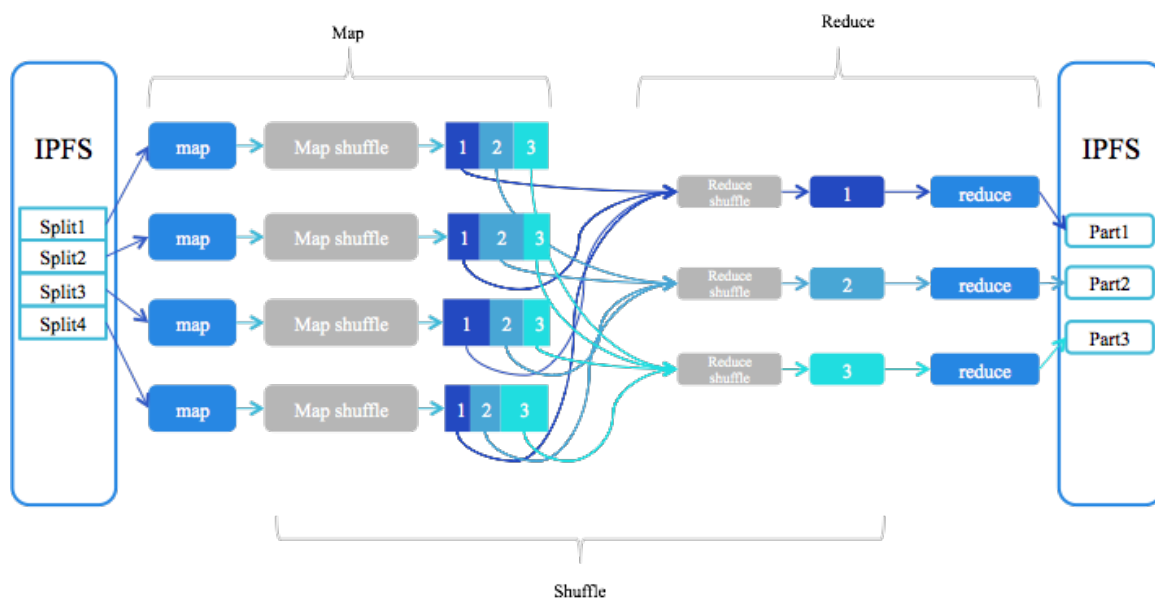 Map
Reduce
IPFS
Split1
Split2
Split3
Split4
map
Map shuffle
1 2 3
map
Map shuffle
1 2 3
map
Map shuffle
1 2 3
map
Map shuffle
1 2 3
Reduce
shuffle
1
reduce
Reduce
shuffle
2
reduce
Reduce
shuffle
3
reduce
IPFS
Part1
Part2
Part3
Shuffle